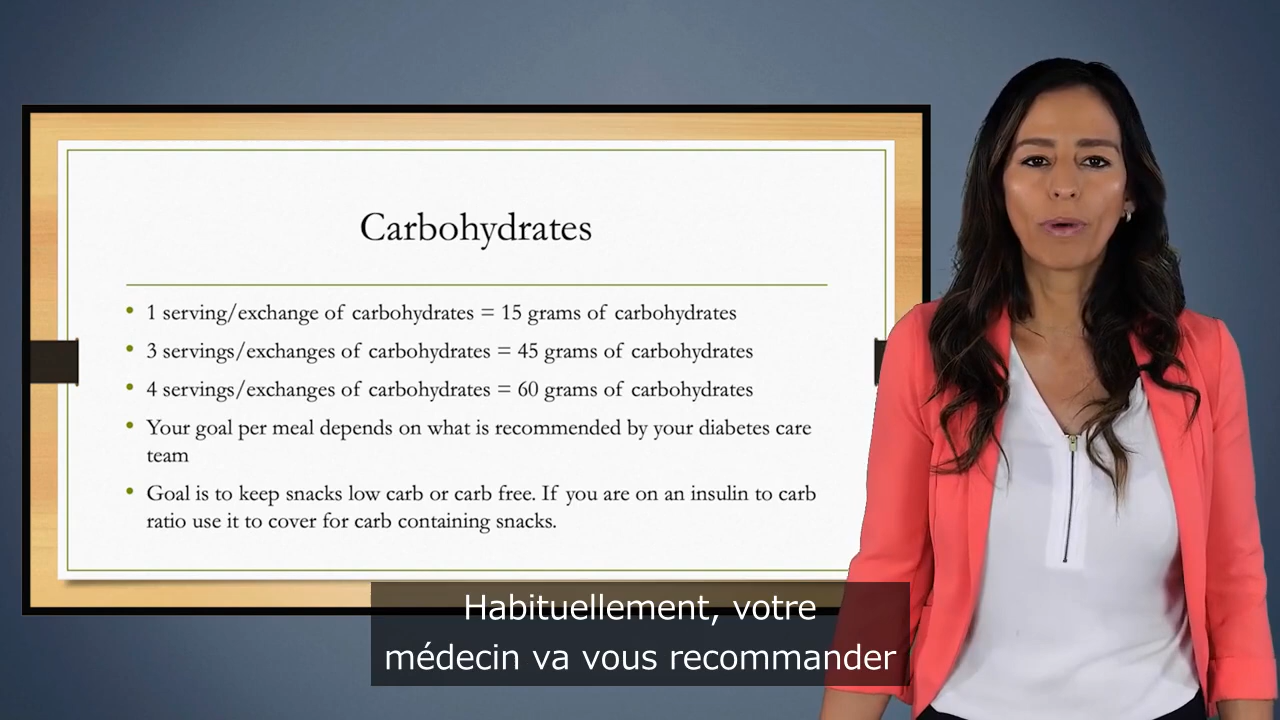 Carbohydrates
1 serving/exchange of carbohydrates = 15 grams of carbohydrates
3 servings/exchanges of carbohydrates = 45 grams of carbohydrates
4 servings/exchanges of carbohydrates = 60 grams of carbohydrates
Your goal per meal depends on what is recommended by your diabetes care
team
Goal is to keep snacks low carb or carb free. If you are on an insulin to carb
ratio use it to cover for carb containing snacks.
Habituellement, votre
médecin va vous recommander